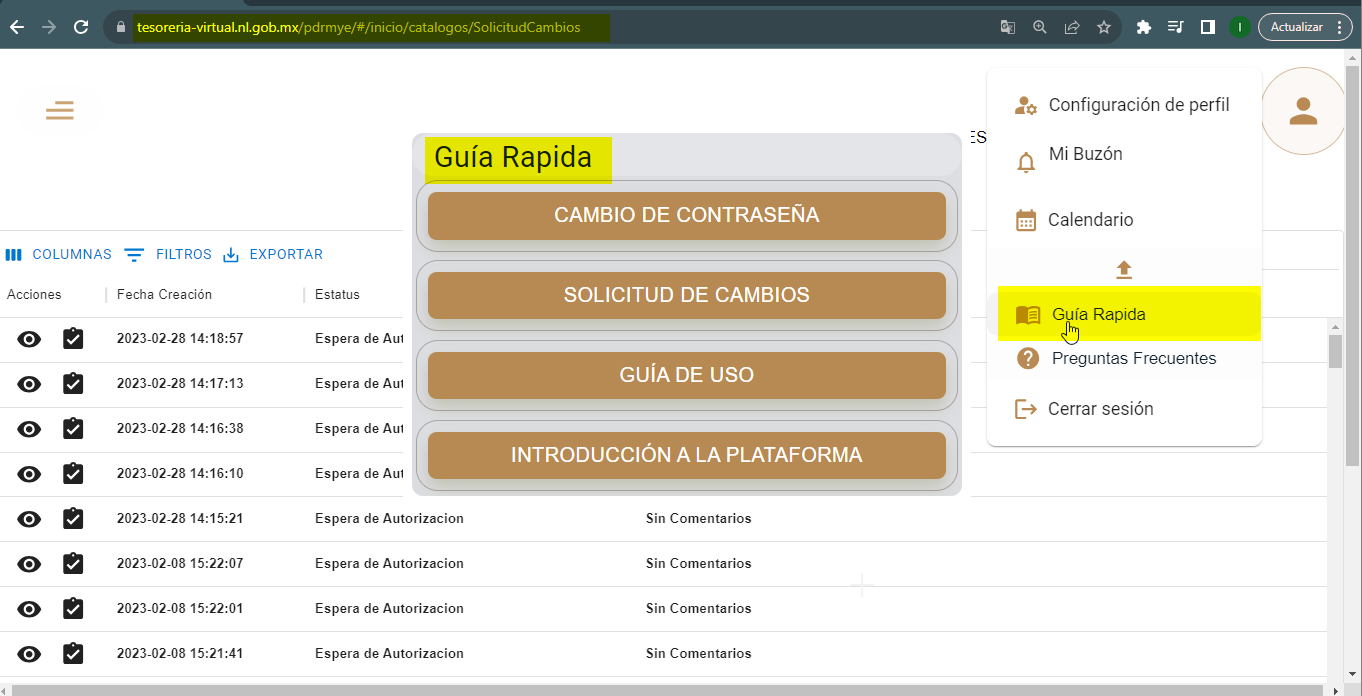 tesoreria-virtual.nl.gob.mx/pdrmye/#/inicio/catalogos/SolicitudCambios
I
Actualizar
Configuración de perfil
ES
Mi Buzón
Calendario
Guía Rapida
Preguntas Frecuentes
Cerrar sesión
Guía Rapida
CAMBIO DE CONTRASEÑA
SOLICITUD DE CAMBIOS
GUÍA DE USO
INTRODUCCIÓN A LA PLATAFORMA
COLUMNAS FILTROS EXPORTAR
Acciones Fecha Creación Estatus
2023-02-28 14:18:57 Espera de Aut
2023-02-28 14:17:13 Espera de Aut
2023-02-28 14:16:38 Espera de Aut
2023-02-28 14:16:10 Espera de Aut
2023-02-28 14:15:21 Espera de Autorizacion Sin Comentarios
2023-02-08 15:22:07 Espera de Autorizacion Sin Comentarios
2023-02-08 15:22:01 Espera de Autorizacion Sin Comentarios
2023-02-08 15:21:41 Espera de Autorizacion Sin Comentarios